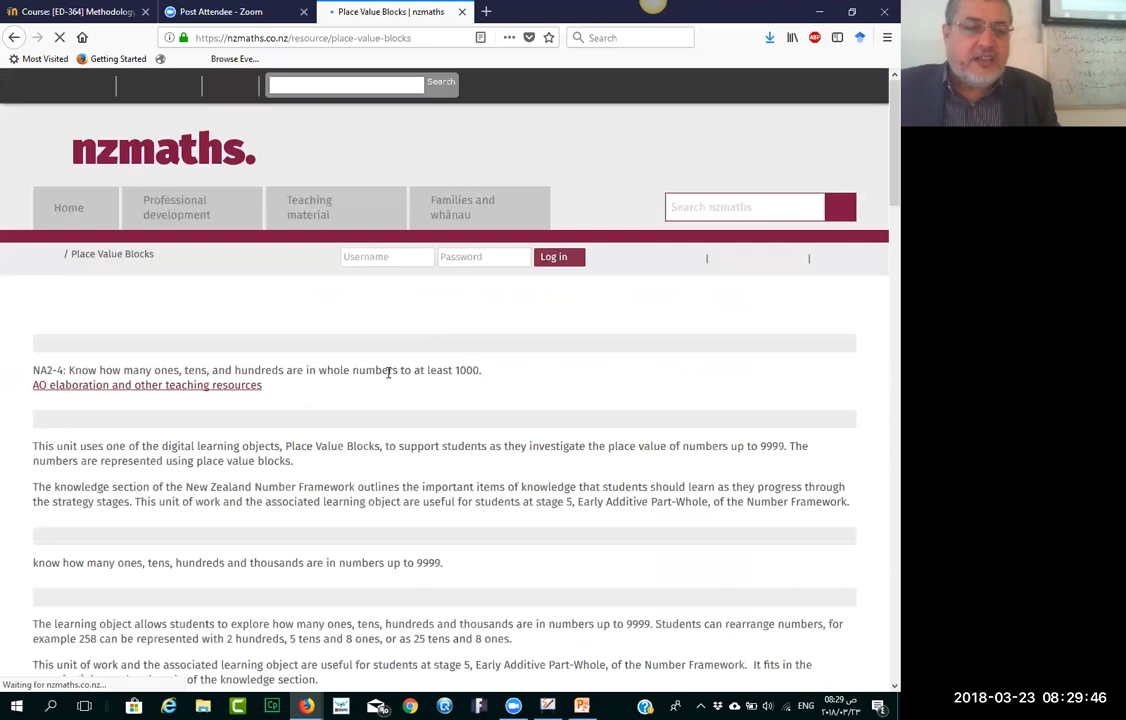 Course: [ED-364] Methodology
Post Attendee - Zoom
Place Value Blocks | nzmaths
https://nzmaths.co.nz/resource/place-value-blocks
Search
Most Visited
Getting Started
Browse Eve...
Search
nzmaths.
Home
Professional development
Teaching material
Families and whānau
Search nzmaths
/ Place Value Blocks
Username
Password
Log in
NA2-4: Know how many ones, tens, and hundreds are in whole numbers to at least 1000.
AO elaboration and other teaching resources
This unit uses one of the digital learning objects, Place Value Blocks, to support students as they investigate the place value of numbers up to 9999. The
numbers are represented using place value blocks.
The knowledge section of the New Zealand Number Framework outlines the important items of knowledge that students should learn as they progress through
the strategy stages. This unit of work and the associated learning object are useful for students at stage 5, Early Additive Part-Whole, of the Number Framework.
know how many ones, tens, hundreds and thousands are in numbers up to 9999.
The learning object allows students to explore how many ones, tens, hundreds and thousands are in numbers up to 9999. Students can rearrange numbers, for
example 258 can be represented with 2 hundreds, 5 tens and 8 ones, or as 25 tens and 8 ones.
This unit of work and the associated learning object are useful for students at stage 5, Early Additive Part-Whole, of the Number Framework. It fits in the
of the knowledge section.
Waiting for nzmaths.co.nz...
ENG
08:29 ص
٢٠١٨/٠٣/٢٣
2018-03-23 08:29:46